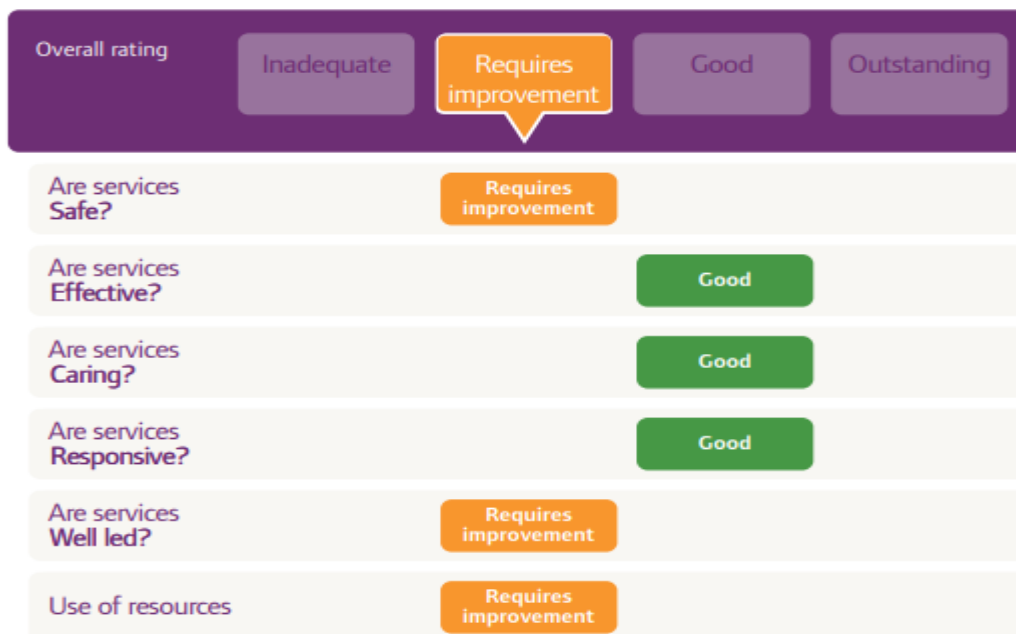 Overall rating
Inadequate
Requires
improvement
Good
Outstanding
Are services
Safe?
Requires
improvement
Are services
Effective?
Good
Are services
Caring?
Good
Are services
Responsive?
Good
Are services
Well led?
Requires
improvement
Use of resources
Requires
improvement